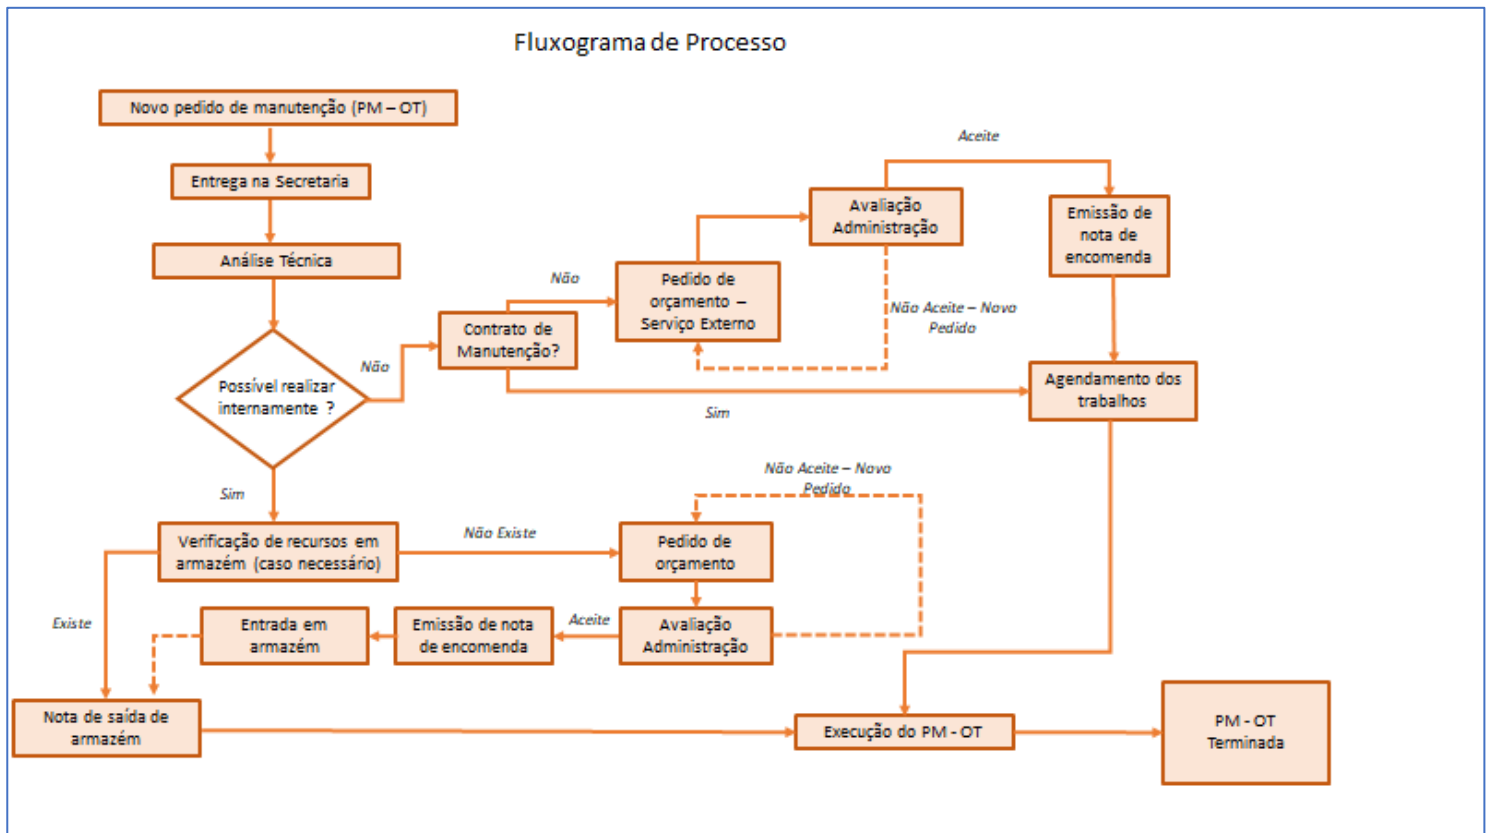 Fluxograma de Processo
Novo pedido de manutenção (PM – OT)
Entrega na Secretaria
Análise Técnica
Possível realizar
internamente ?
Não
Contrato de
Manutenção?
Não
Pedido de
orçamento –
Serviço Externo
Avaliação
Administração
Aceite
Emissão de
nota de
encomenda
Não Aceite – Novo
Pedido
Sim
Agendamento dos
trabalhos
Sim
Verificação de recursos em
armazém (caso necessário)
Não Existe
Não Aceite – Novo
Pedido
Pedido de
orçamento
Avaliação
Administração
Aceite
Emissão de nota
de encomenda
Entrada em
armazém
Existe
Nota de saída de
armazém
Execução do PM - OT
PM - OT
Terminada